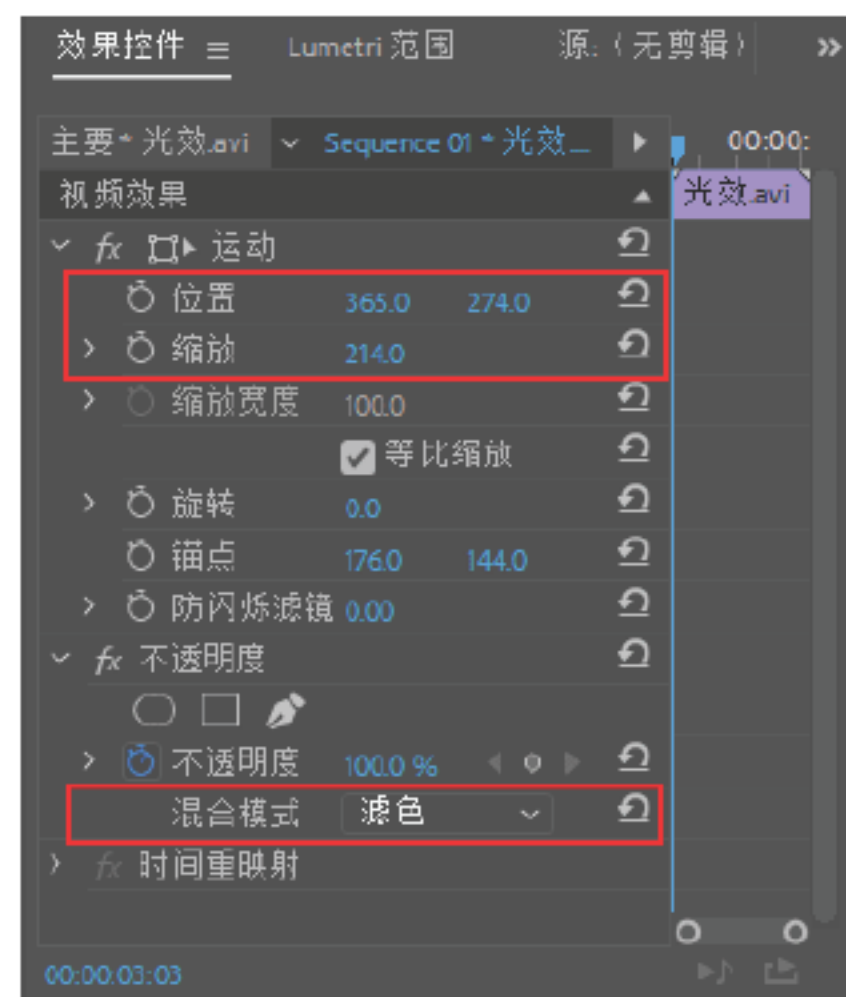 效果控件 Lumetri 范围 源:（无剪辑） »
主要 * 光效.avi Sequence 01 * 光效... 00:00:
视频效果 光效.avi
fx 运动
位置 365.0 274.0
缩放 214.0
缩放宽度 100.0
等比缩放
旋转 0.0
锚点 176.0 144.0
防闪烁滤镜 0.00
fx 不透明度
不透明度 100.0 %
混合模式 滤色
fx 时间重映射
00:00:03:03